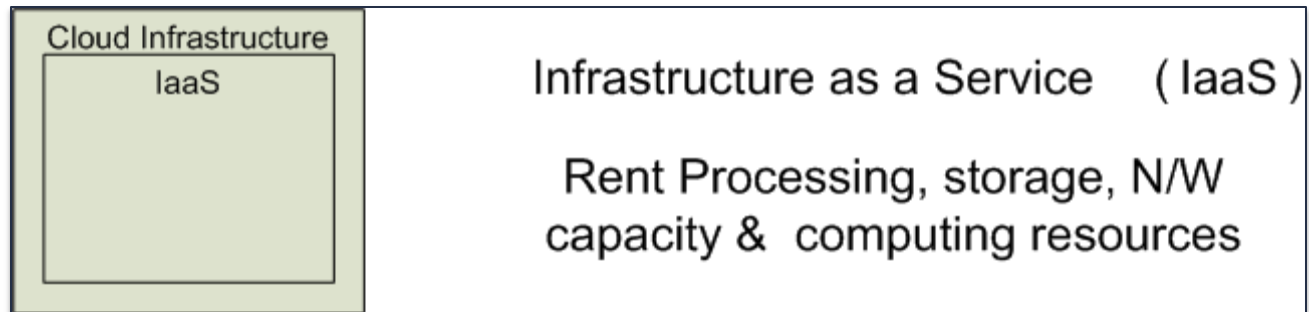 Cloud Infrastructure
IaaS
Infrastructure as a Service ( IaaS )
Rent Processing, storage, N/W
capacity & computing resources